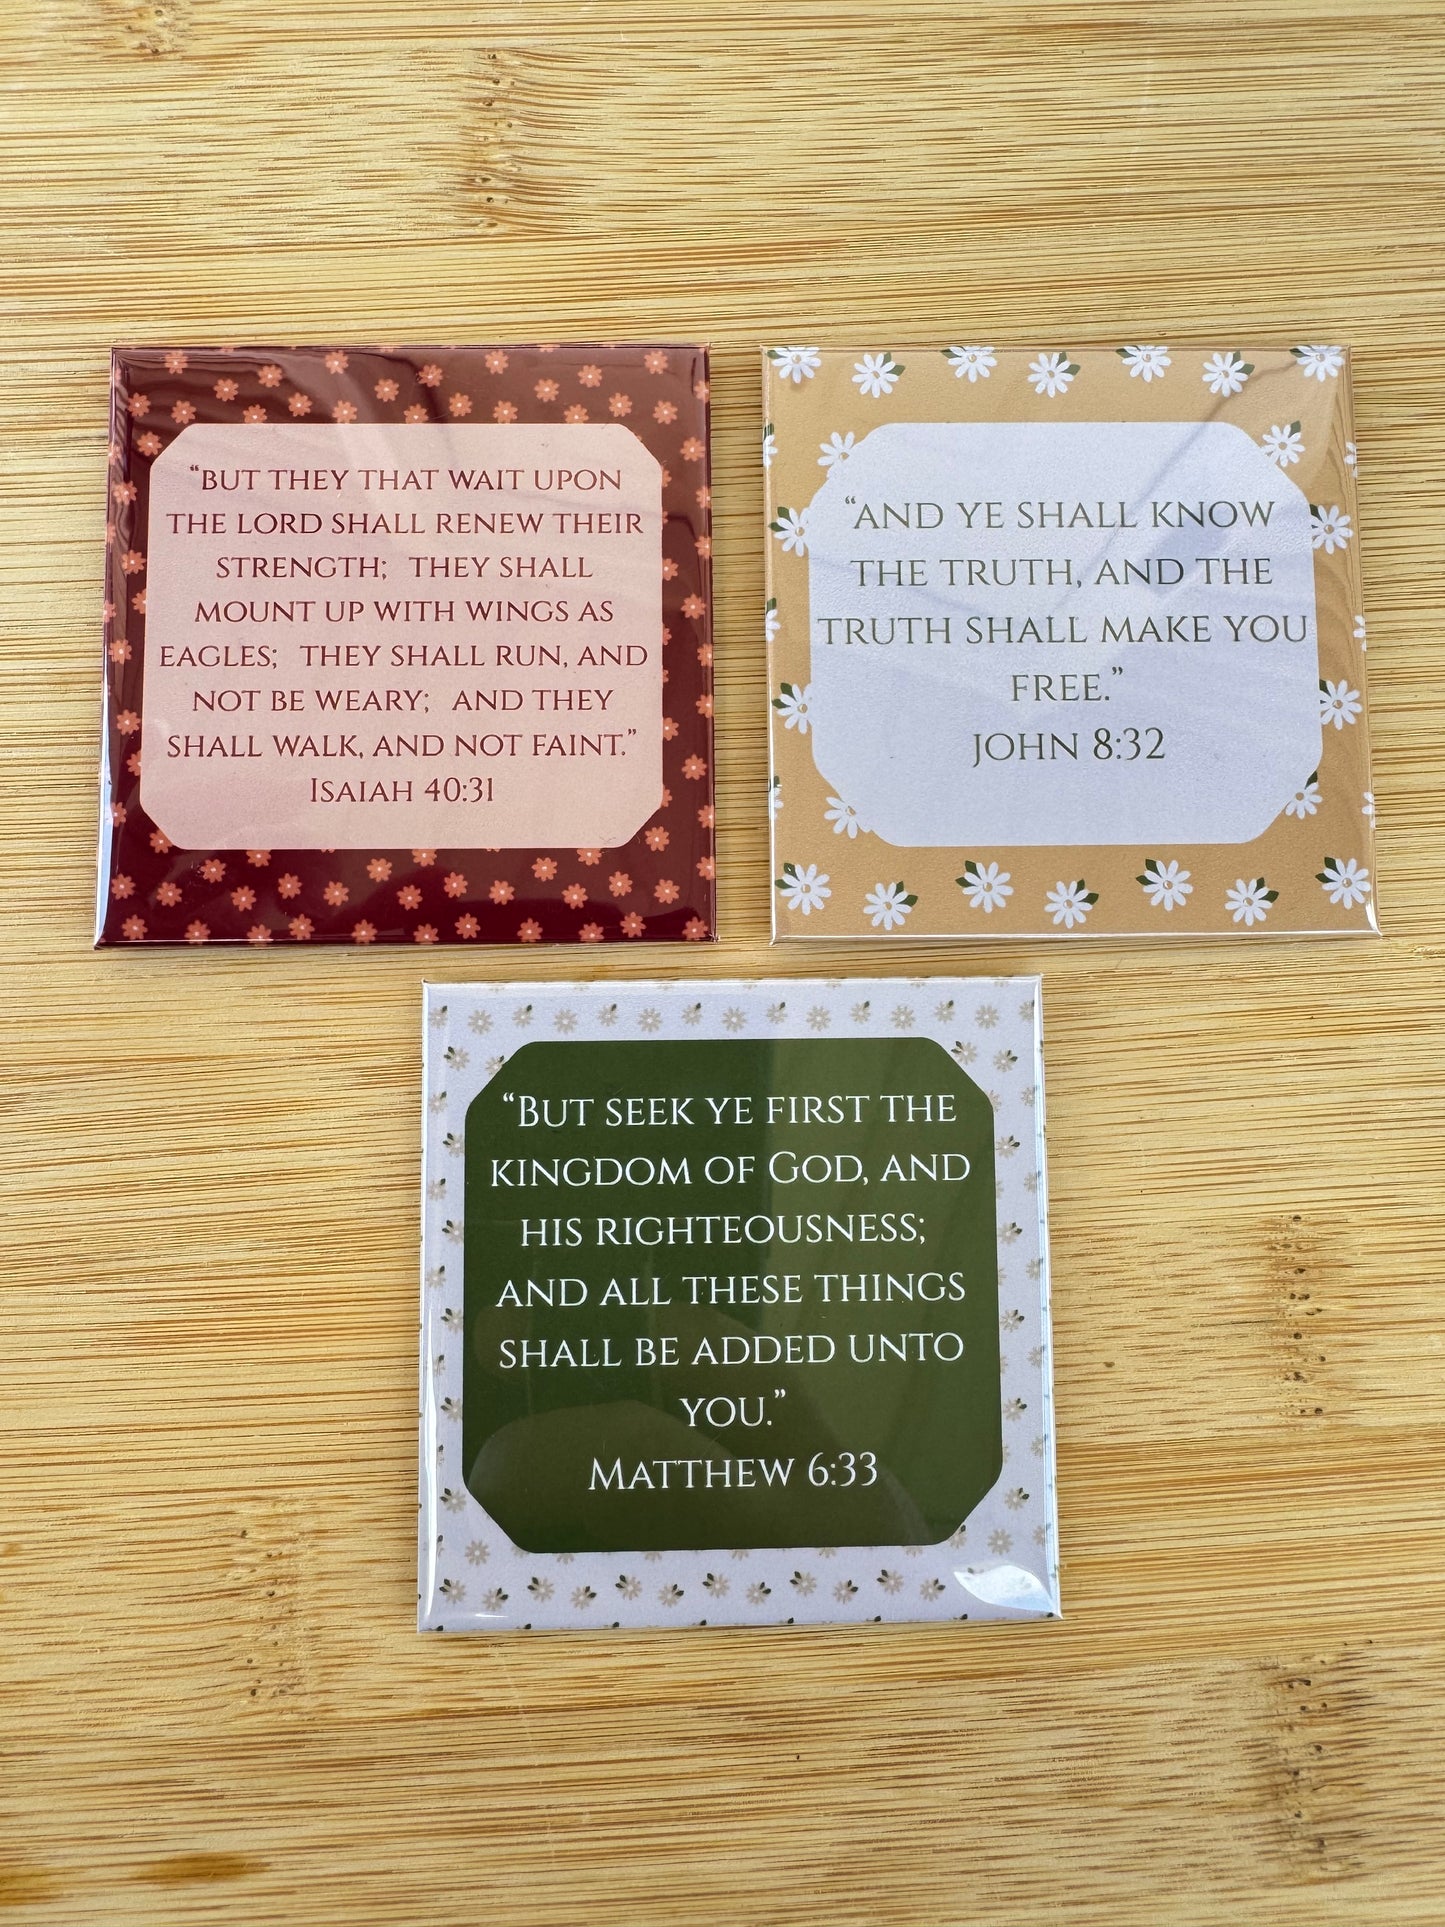 “BUT THEY THAT WAIT UPON
THE LORD SHALL RENEW THEIR
STRENGTH; THEY SHALL
MOUNT UP WITH WINGS AS
EAGLES; THEY SHALL RUN, AND
NOT BE WEARY; AND THEY
SHALL WALK, AND NOT FAINT.”
ISAIAH 40:31
“AND YE SHALL KNOW
THE TRUTH, AND THE
TRUTH SHALL MAKE YOU
FREE.”
JOHN 8:32
“BUT SEEK YE FIRST THE
KINGDOM OF GOD, AND
HIS RIGHTEOUSNESS;
AND ALL THESE THINGS
SHALL BE ADDED UNTO
YOU.”
MATTHEW 6:33